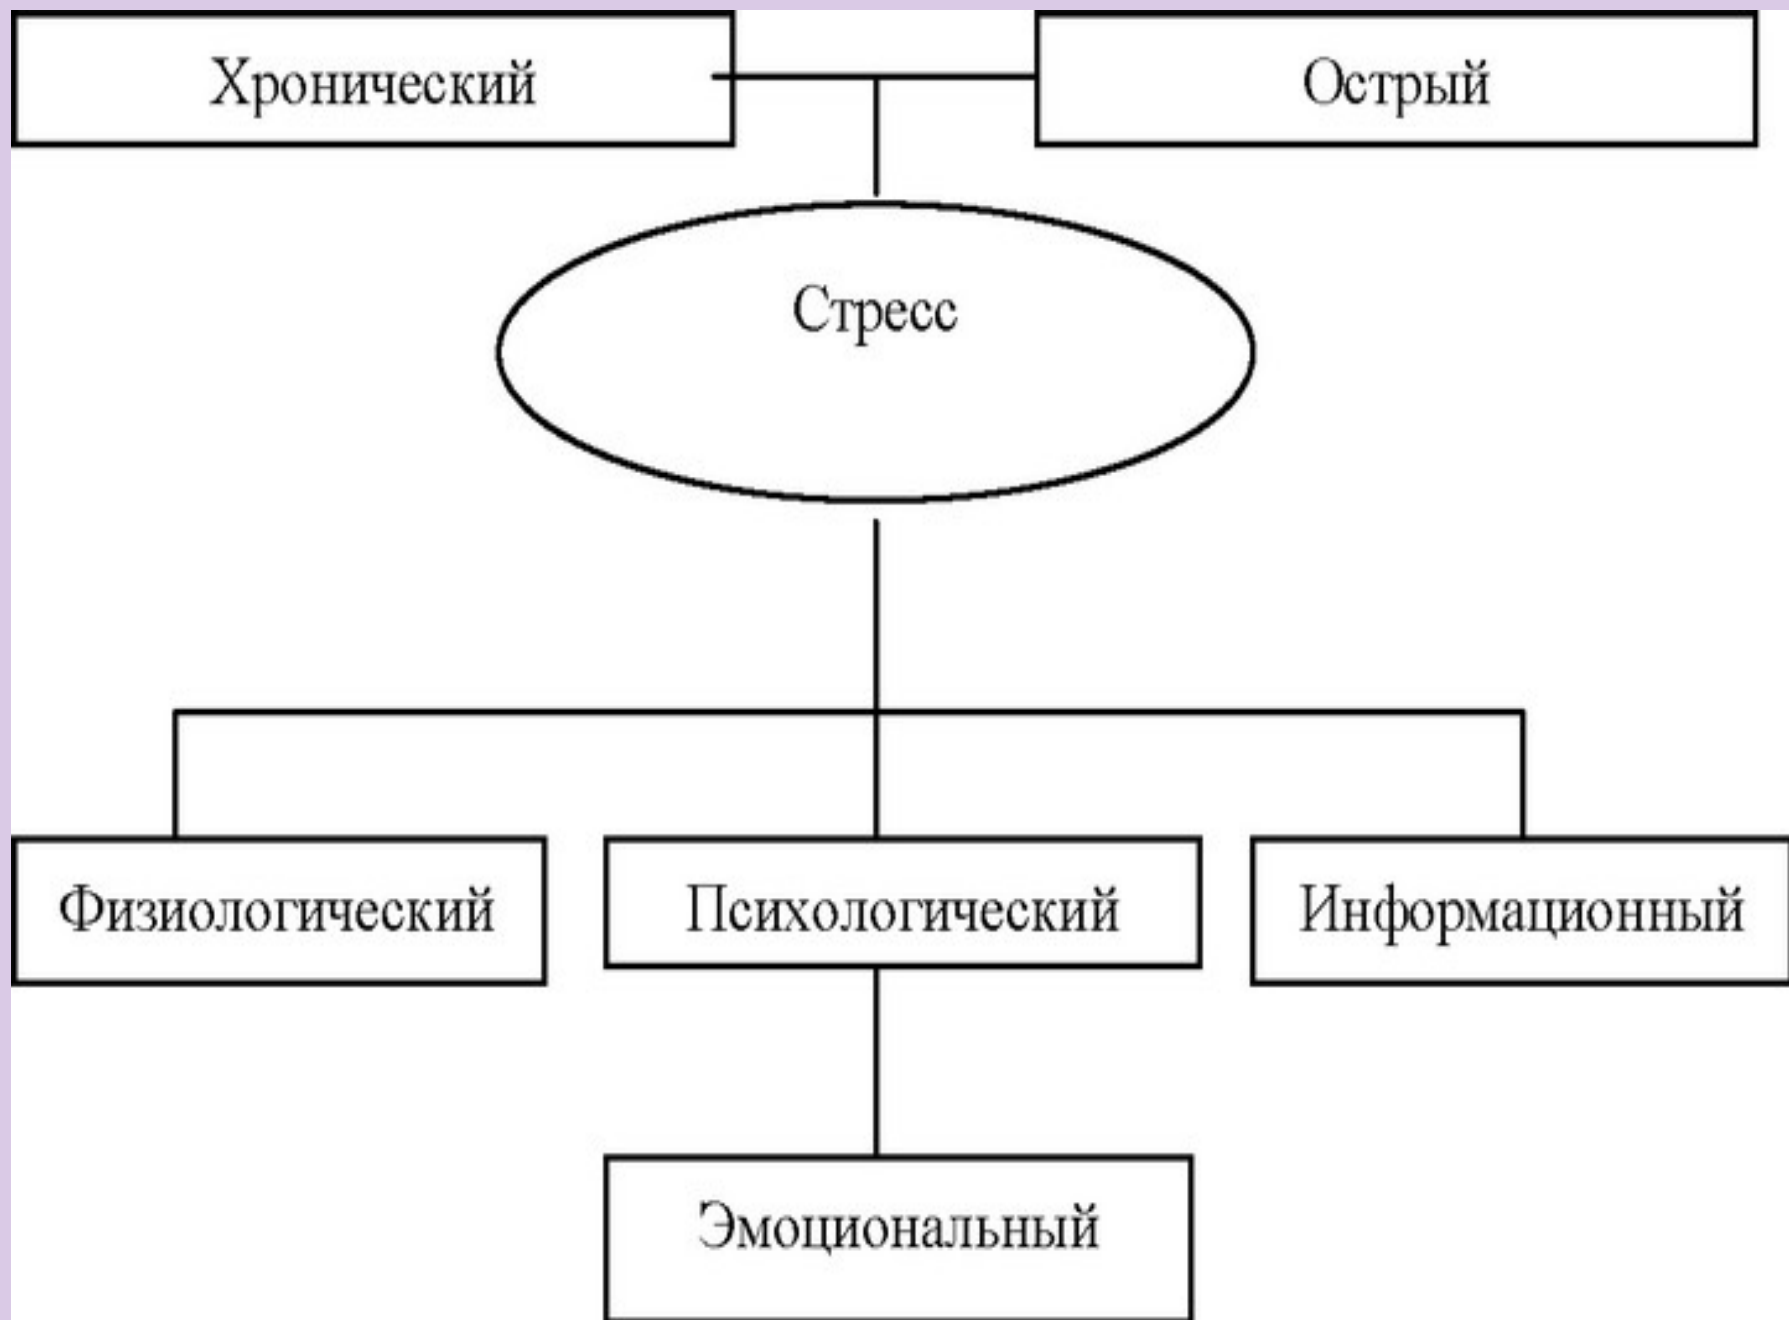 Хронический
Острый
Стресс
Физиологический
Психологический
Информационный
Эмоциональный